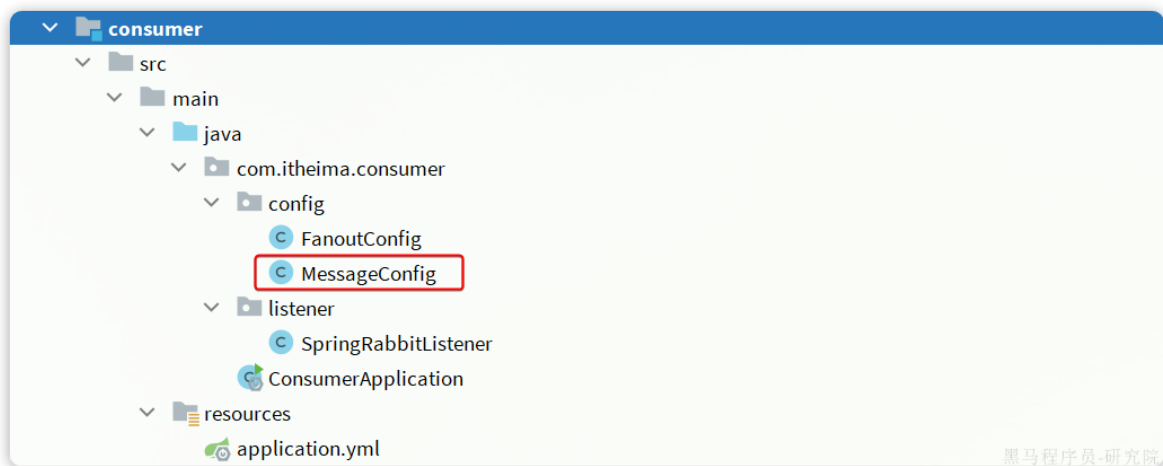 consumer
src
main
java
com.itheima.consumer
config
C FanoutConfig
C MessageConfig
listener
C SpringRabbitListener
ConsumerApplication
resources
application.yml
黑马程序员-研究院